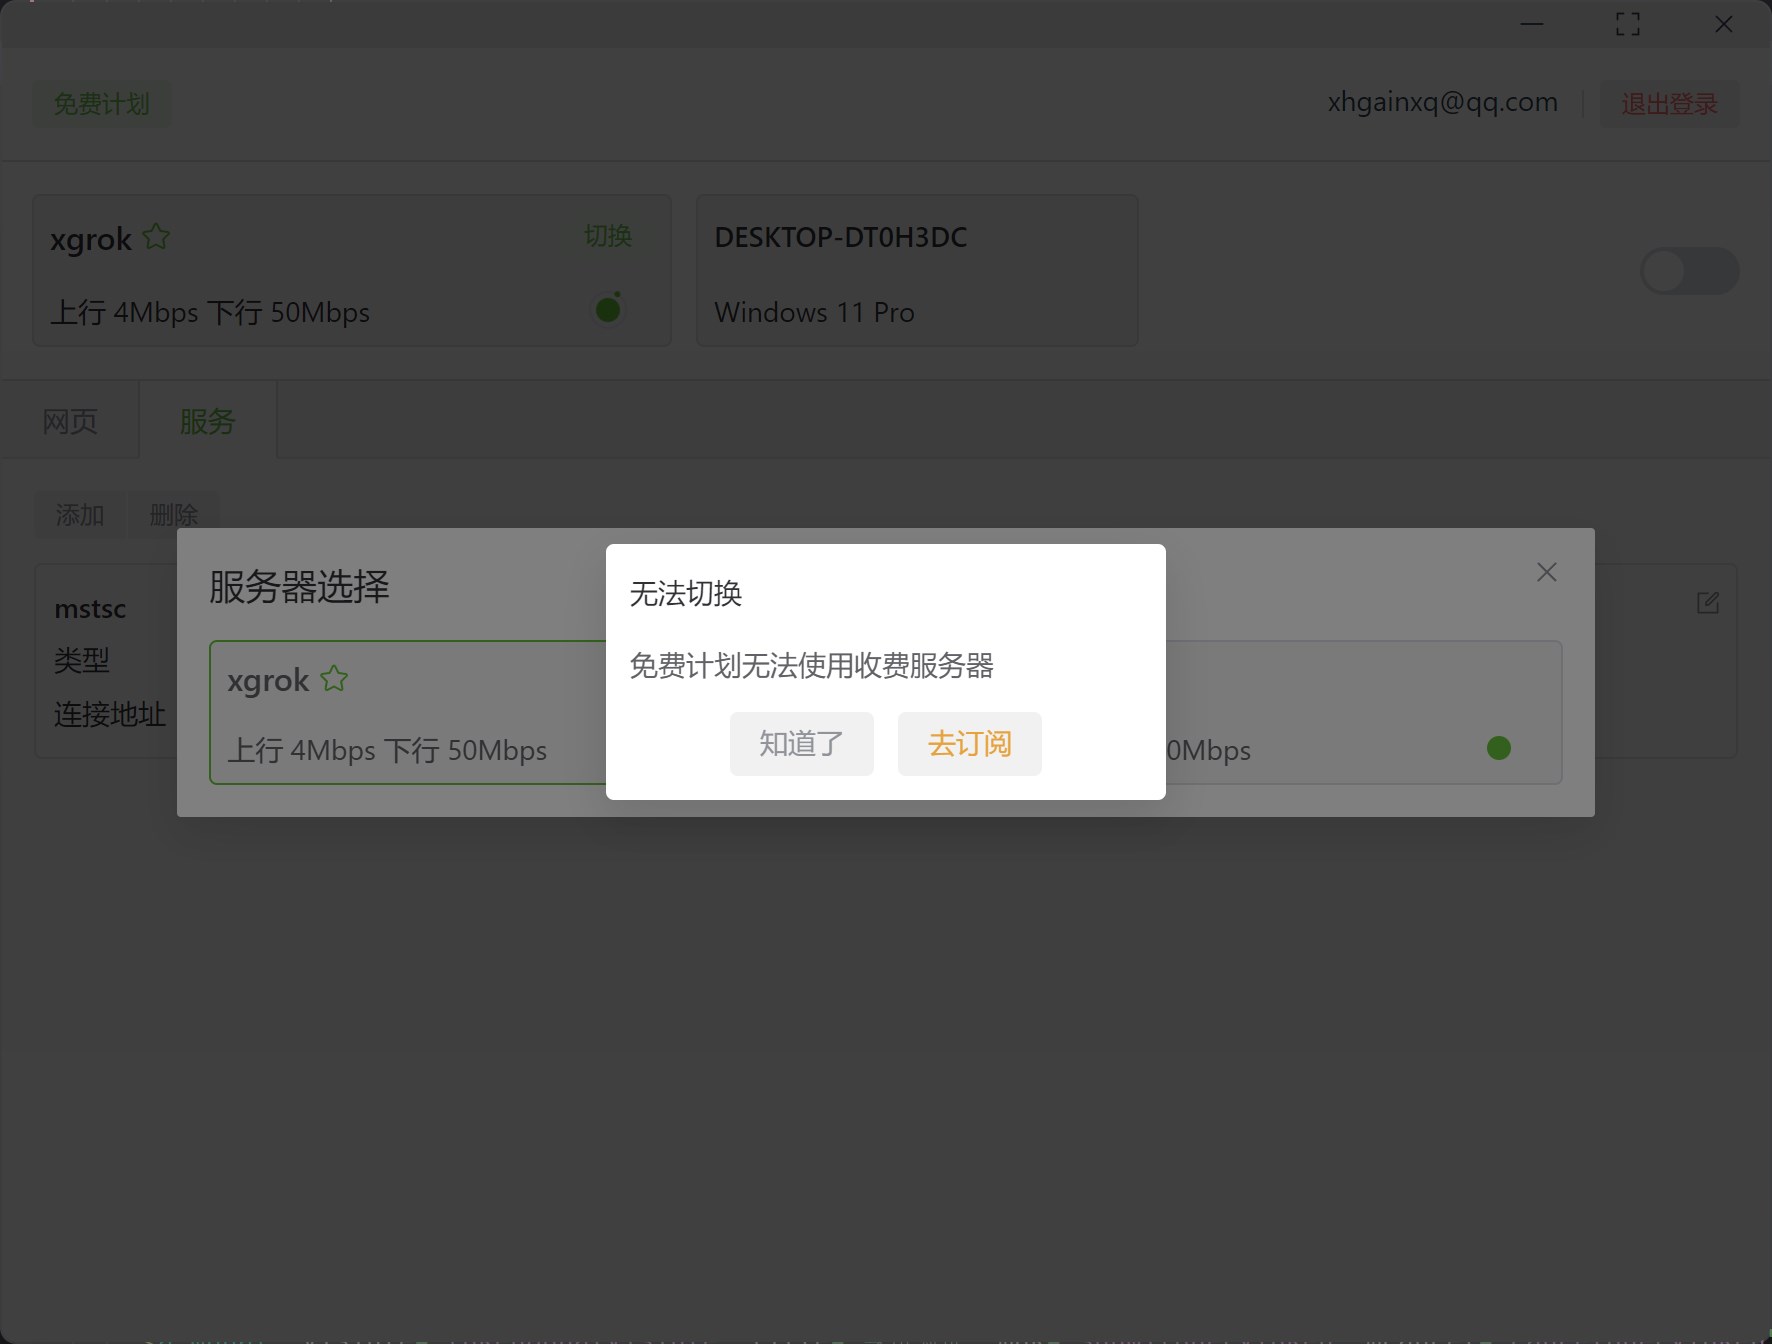 免费计划
xhgainxq@qq.com
退出登录
xgrok
切换
上行 4Mbps 下行 50Mbps
DESKTOP-DT0H3DC
Windows 11 Pro
网页
服务
添加
删除
mstsc
类型
连接地址
服务器选择
xgrok
上行 4Mbps 下行 50Mbps
0Mbps
无法切换
免费计划无法使用收费服务器
知道了
去订阅